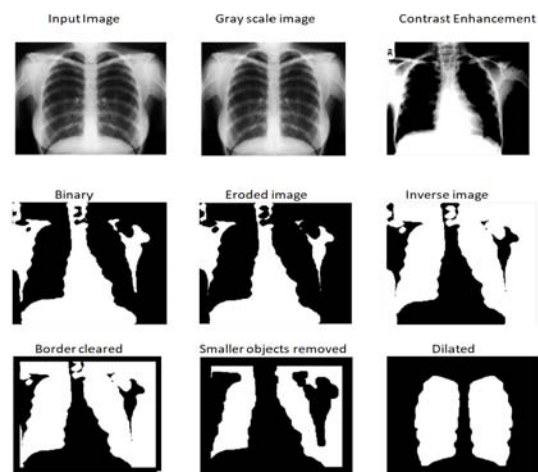 Input Image
Gray scale image
Contrast Enhancement
Binary
Eroded image
Inverse image
Border cleared
Smaller objects removed
Dilated